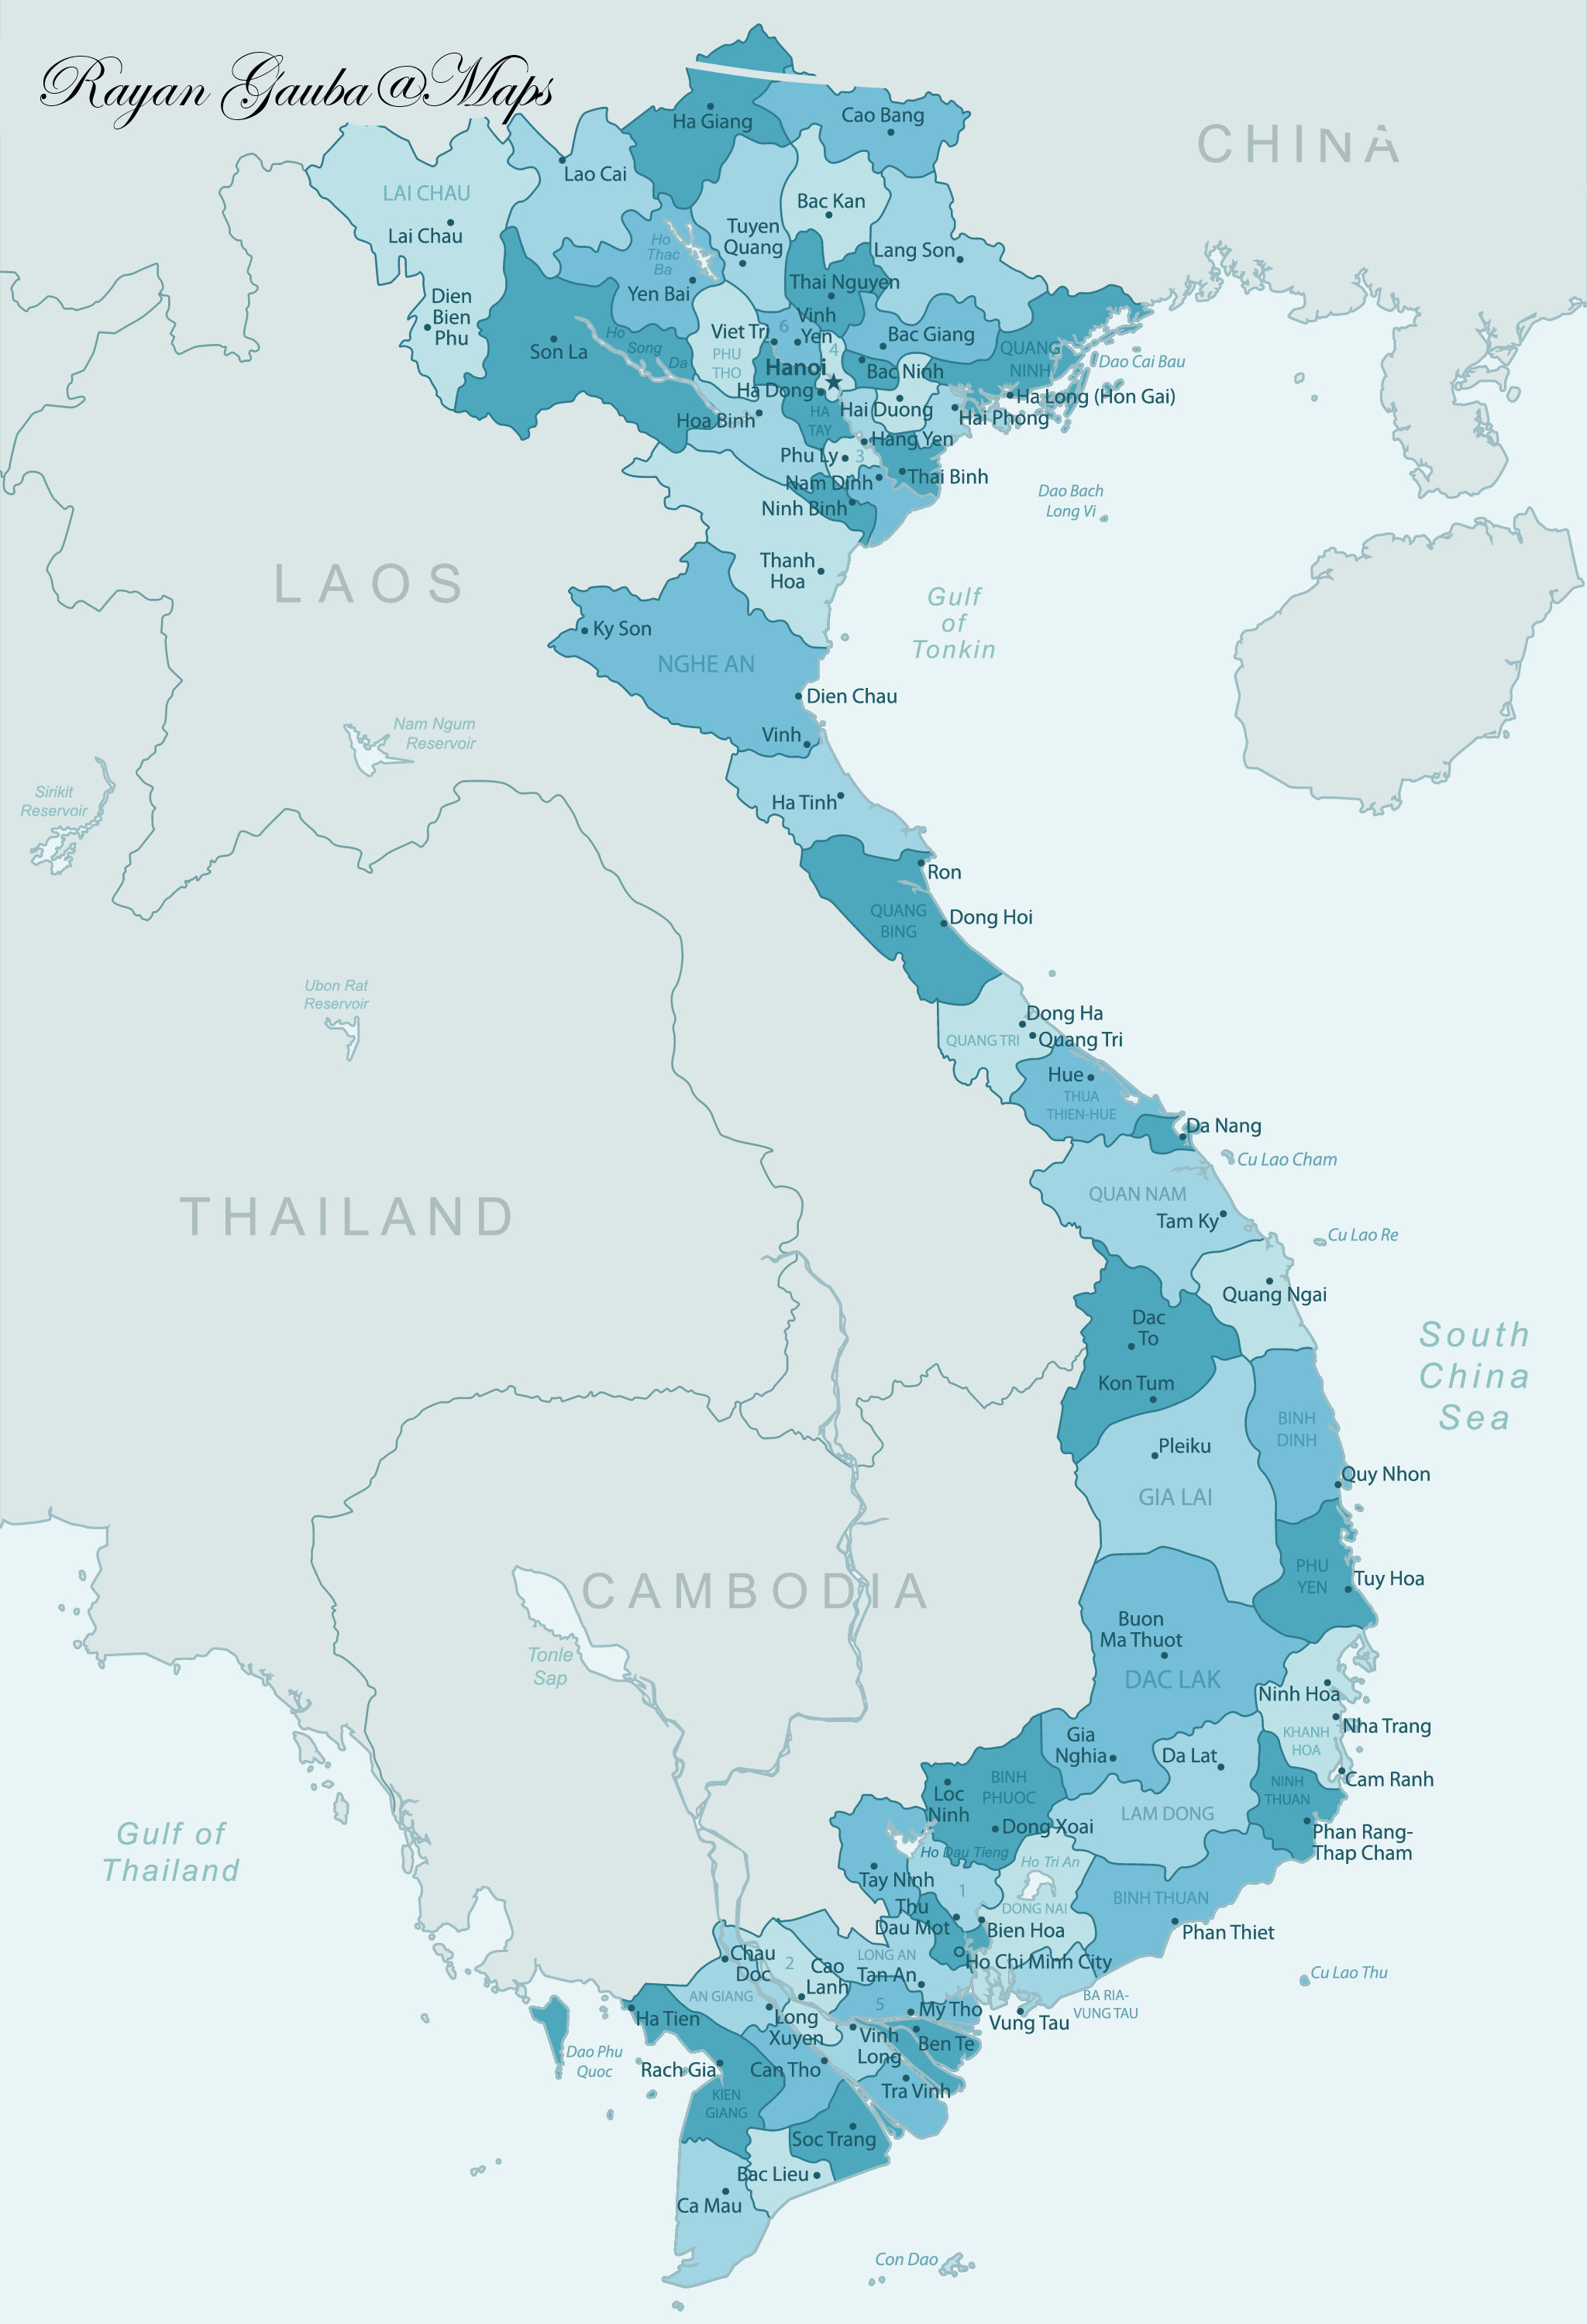 Rayan Gauba@Maps
CHINA
Ha Giang
Cao Bang
Lao Cai
LAI CHAU
Lai Chau
Bac Kan
Tuyen
Quang
Ho
Thac
Ba
Lang Son
Yen Bai
Thai Nguyen
Dien
Bien
Phu
Vinh
Yen
Viet Tri
6
Bac Giang
QUANG
NINH
Dao Cai Bau
Son La
Ho
Song
Da
PHU
THO
4
Hanoi
Bac Ninh
Ha Dong
Ha Long (Hon Gai)
Hoa Binh
HA
TAY
Hai Duong
Hai Phong
Hang Yen
Phu Ly
3
Nam Dinh
Thai Binh
Ninh Binh
Dao Bach
Long Vi
Thanh
Hoa
LAOS
Gulf
of
Tonkin
Ky Son
NGHE AN
Dien Chau
Vinh
Nam Ngum
Reservoir
Sirikit
Reservoir
Ha Tinh
Ron
QUANG
BING
Dong Hoi
Ubon Rat
Reservoir
Dong Ha
QUANG TRI
Quang Tri
Hue
THUA
THIEN-HUE
Da Nang
Cu Lao Cham
QUAN NAM
Tam Ky
THAILAND
Cu Lao Re
Quang Ngai
Dac
To
South
China
Sea
Kon Tum
BINH
DINH
Pleiku
Quy Nhon
GIA LAI
CAMBODIA
PHU
YEN
Tuy Hoa
Buon
Ma Thuot
DAC LAK
Tonle
Sap
Ninh Hoa
Nha Trang
KHANH
HOA
Gia
Nghia
Da Lat
Cam Ranh
BINH
PHUOC
NINH
THUAN
Loc
Ninh
LAM DONG
Dong Xoai
Phan Rang-
Thap Cham
Gulf of
Thailand
Ho Dau Tieng
Ho Tri An
Tay Ninh
1
BINH THUAN
Thu
Dau Mot
DONG NAI
Bien Hoa
Phan Thiet
Chau
Doc
2
LONG AN
Ho Chi Minh City
Cao
Lanh
Tan An
Cu Lao Thu
AN GIANG
BA RIA-
VUNG TAU
5
My Tho
Ha Tien
Long
Xuyen
Vung Tau
Vinh
Long
Ben Te
Dao Phu
Quoc
Rach Gia
Can Tho
Tra Vinh
KIEN
GIANG
Soc Trang
Bac Lieu
Ca Mau
Con Dao